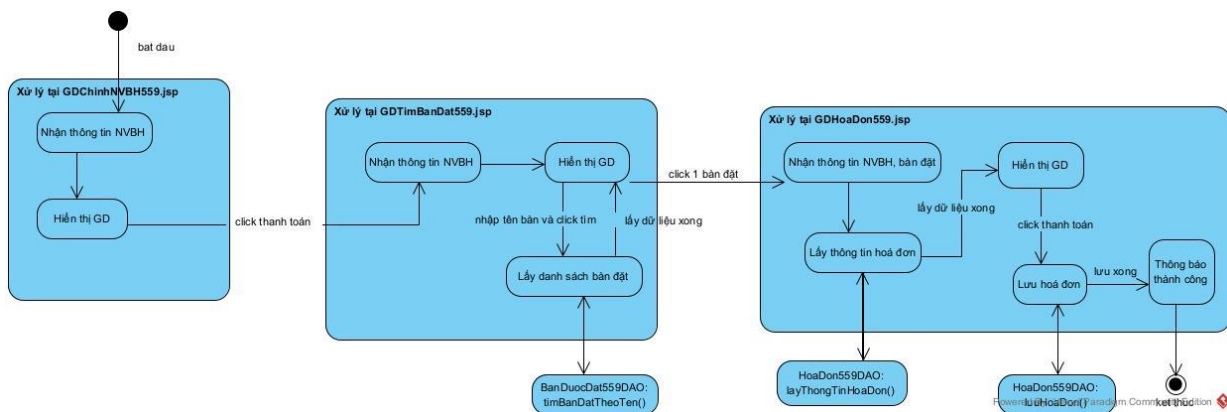 bat dau
Xử lý tại GDChinhNVBH559.jsp
Nhận thông tin NVBH
Hiển thị GD
click thanh toán
Xử lý tại GDTimBanDat559.jsp
Nhận thông tin NVBH
Hiển thị GD
nhập tên bàn và click tìm
lấy dữ liệu xong
Lấy danh sách bàn đặt
BanDuocDat559DAO:
timBanDatTheoTen()
click 1 bàn đặt
Xử lý tại GDHoaDon559.jsp
Nhận thông tin NVBH, bàn đặt
Hiển thị GD
lấy dữ liệu xong
click thanh toán
Lấy thông tin hoá đơn
Lưu hoá đơn
lưu xong
Thông báo
thành công
HoaDon559DAO:
layThongTinHoaDon()
HoaDon559DAO:
luuHoaDon()
ket thuc
Powered Paradigm Community Edition